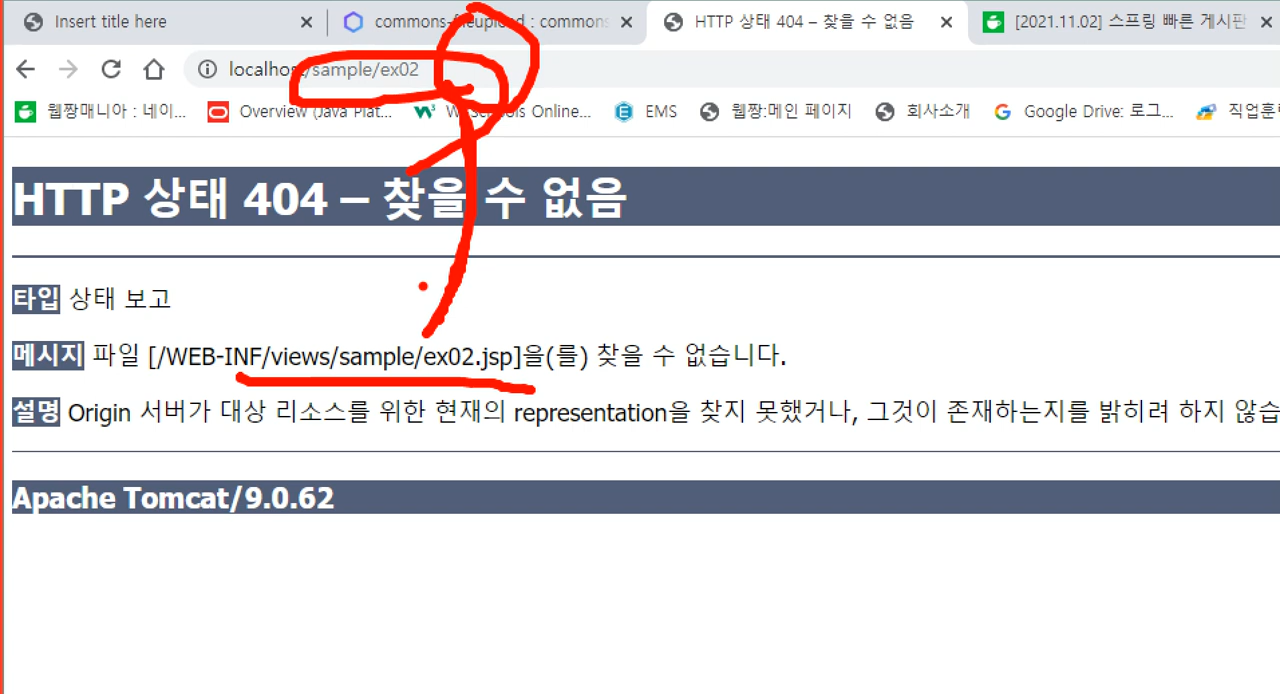 Insert title here
commons-fileupload : commons
HTTP 상태 404 – 찾을 수 없음
[2021.11.02] 스프링 빠른 게시판
localhost/sample/ex02
웹짱매니아 : 네이...
Overview (Java Plat...
W3Schools Online...
EMS
웹짱:메인 페이지
회사소개
Google Drive: 로그...
직업훈련
HTTP 상태 404 – 찾을 수 없음
타입 상태 보고
메시지 파일 [/WEB-INF/views/sample/ex02.jsp]을(를) 찾을 수 없습니다.
설명 Origin 서버가 대상 리소스를 위한 현재의 representation을 찾지 못했거나, 그것이 존재하는지를 밝히려 하지 않습
Apache Tomcat/9.0.62